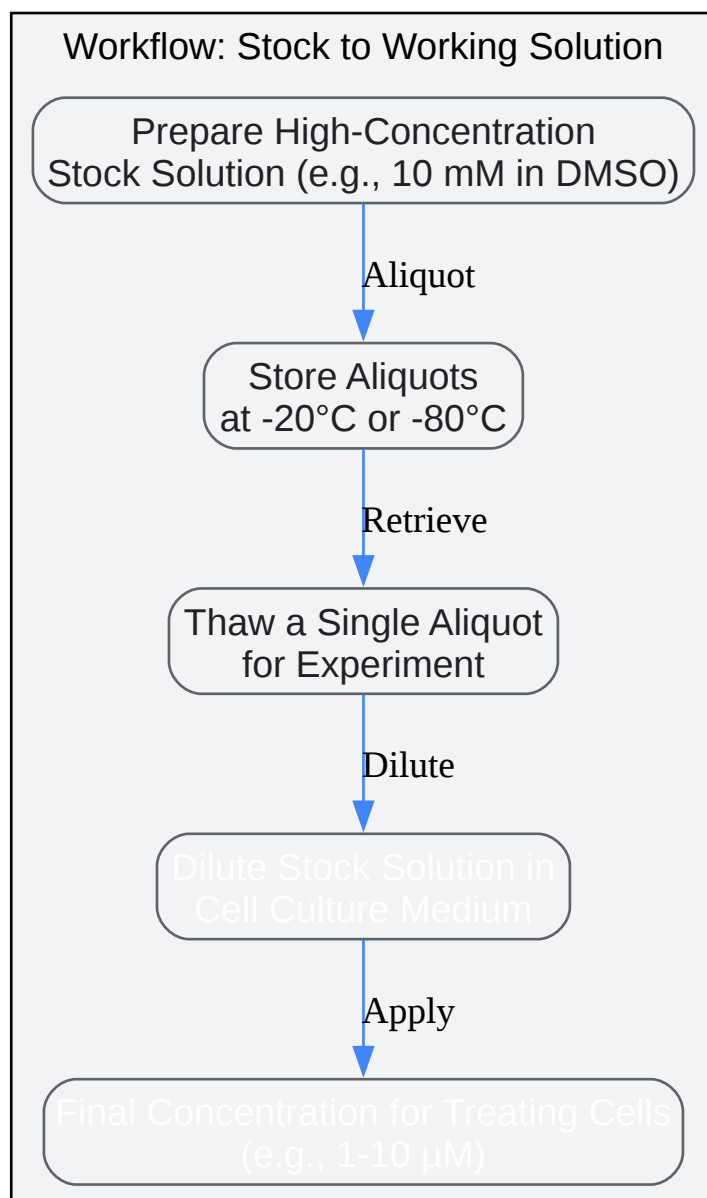 Workflow: Stock to Working Solution
Prepare High-Concentration
Stock Solution (e.g., 10 mM in DMSO)
Aliquot
Store Aliquots
at -20°C or -80°C
Retrieve
Thaw a Single Aliquot
for Experiment
Dilute
Dilute Stock Solution in
Cell Culture Medium
Apply
Final Concentration for Treating Cells
(e.g., 1-10 µM)